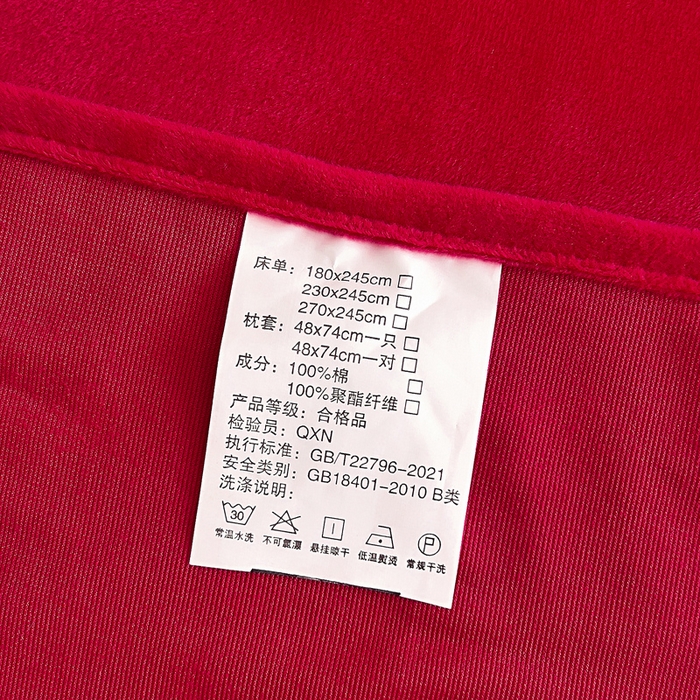 床单：180x245cm □
230x245cm □
270x245cm □
枕套：48x74cm一只 □
48x74cm一对 □
成分：100%棉 □
100%聚酯纤维 □
产品等级：合格品
检验员：QXN
执行标准：GB/T22796-2021
安全类别：GB18401-2010 B类
洗涤说明：
30 P
常温水洗 不可氯漂 悬挂晾干 低温熨烫 常规干洗